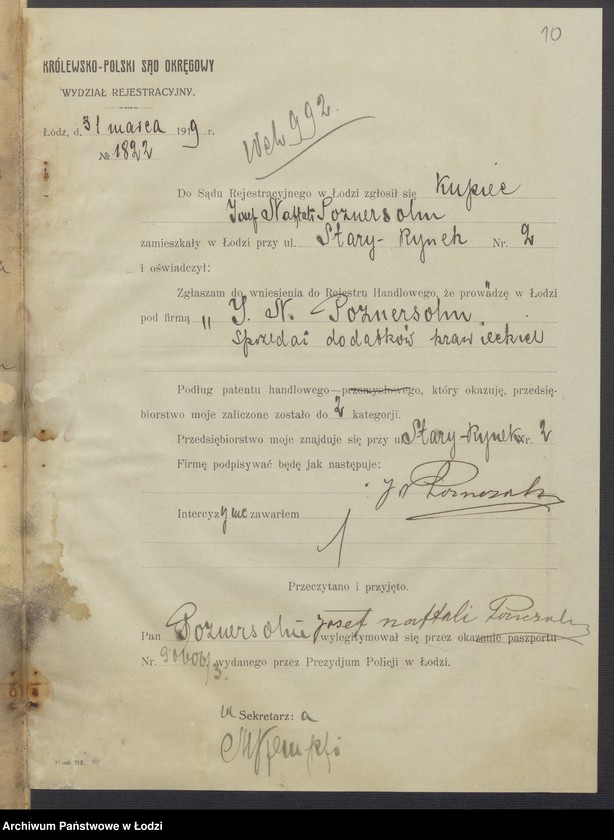 10
KRÓLEWSKO-POLSKI SĄD OKRĘGOWY
WYDZIAŁ REJESTRACYJNY.
Łódź, d. 31 marca 1919 r.
№ 1822
992.
Do Sądu Rejestracyjnego w Łodzi zgłosił się Kupiec
Josef Naftali Poznersohn
zamieszkały w Łodzi przy ul. Stary-Rynek Nr. 2
i oświadczył:
Zgłaszam do wniesienia do Rejestru Handlowego, że prowadzę w Łodzi
pod firmą „J. N. Poznersohn
Sprzedaż dodatków krawieckich
Podług patentu handlowego-przemysłowego, który okazuję, przedsię-
biorstwo moje zaliczone zostało do 2 kategorji.
Przedsiębiorstwo moje znajduje się przy ul. Stary-Rynek Nr. 2
Firmę podpisywać będę jak następuje:
Intercyzy nie zawarłem
Przeczytano i przyjęto.
Pan Poznersohn Josef Naftali
wylegitymował się przez okazanie paszportu
Nr. wydanego przez Prezydjum Policji w Łodzi.
Sekretarz:
Archiwum Państwowe w Łodzi